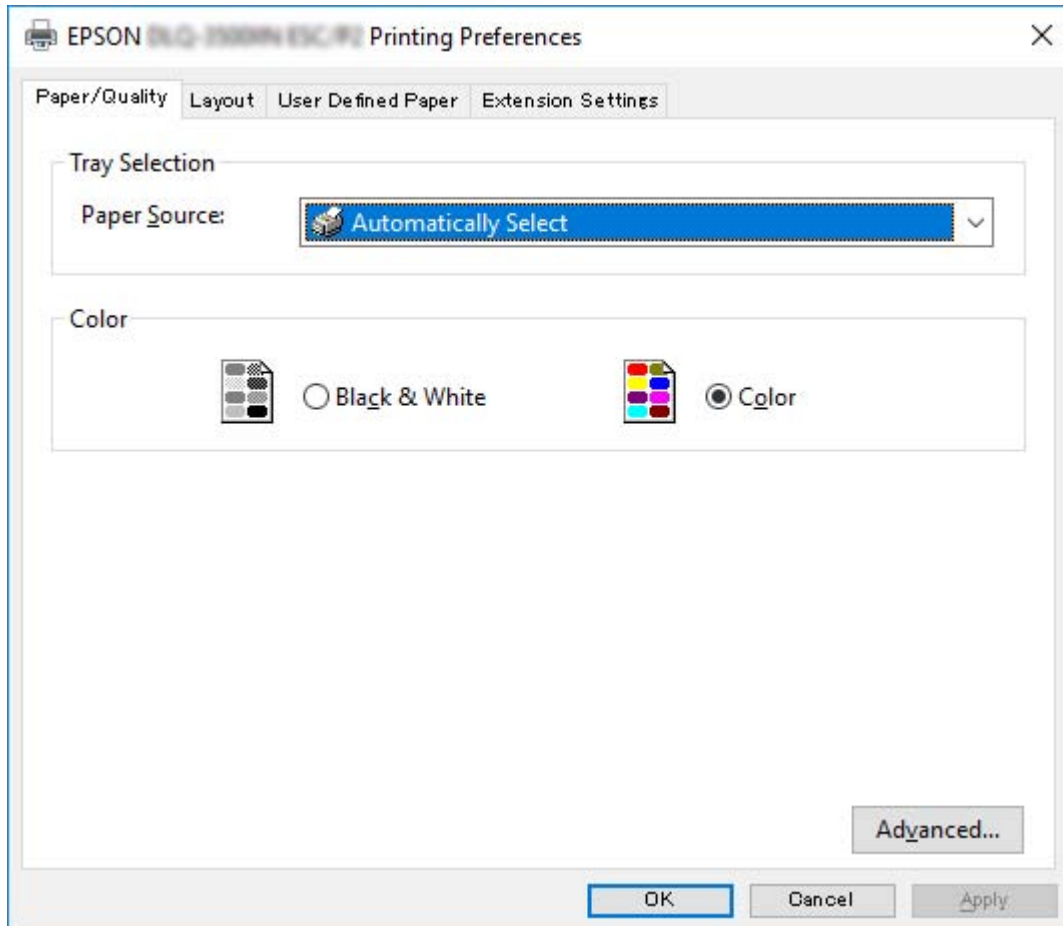 EPSON Printing Preferences
Paper/Quality Layout User Defined Paper Extension Settings
Tray Selection
Paper Source: Automatically Select
Color
Black & White Color
Advanced...
OK Cancel Apply